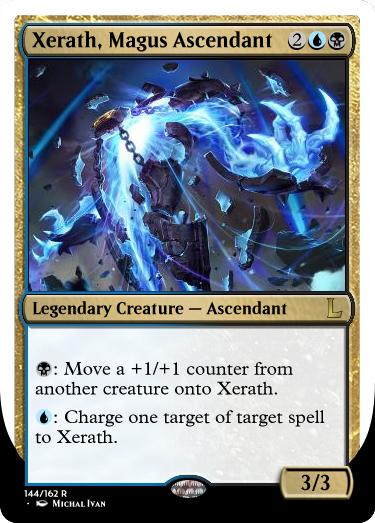 Xerath, Magus Ascendant 2
Legendary Creature — Ascendant L
: Move a +1/+1 counter from
another creature onto Xerath.
: Charge one target of target spell
to Xerath.
3/3
144/162 R
· Michal Ivan